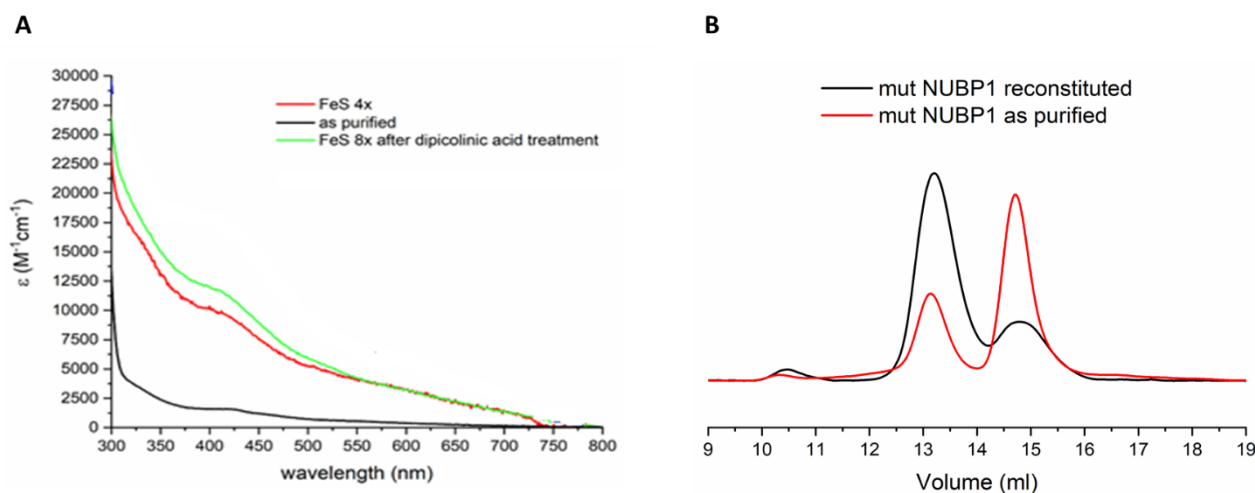 A
30000
27500
25000
22500
20000
17500
15000
12500
10000
7500
5000
2500
0
ε (M⁻¹cm⁻¹)
FeS 4x
as purified
FeS 8x after dipicolinic acid treatment
300 350 400 450 500 550 600 650 700 750 800
wavelength (nm)
B
mut NUBP1 reconstituted
mut NUBP1 as purified
9 10 11 12 13 14 15 16 17 18 19
Volume (ml)